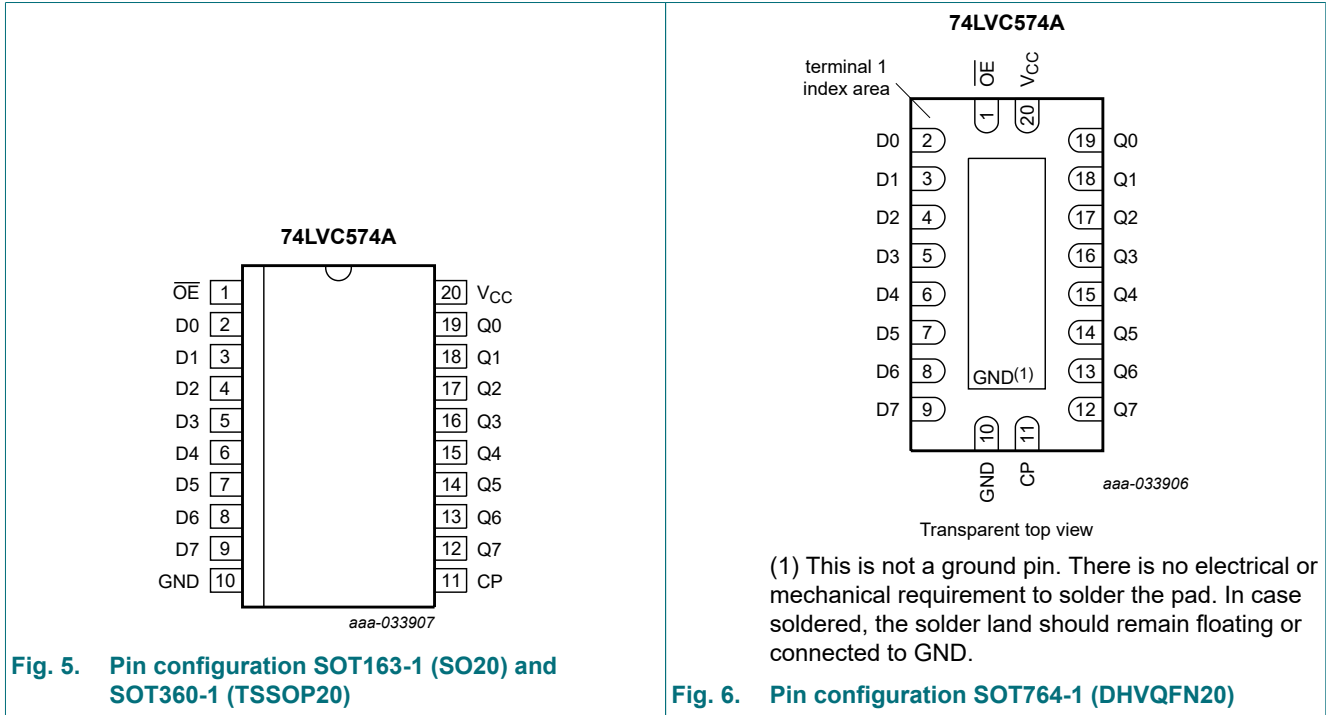 74LVC574A
OE 1
D0 2
D1 3
D2 4
D3 5
D4 6
D5 7
D6 8
D7 9
GND 10
20 VCC
19 Q0
18 Q1
17 Q2
16 Q3
15 Q4
14 Q5
13 Q6
12 Q7
11 CP
aaa-033907
Fig. 5. Pin configuration SOT163-1 (SO20) and
SOT360-1 (TSSOP20)
74LVC574A
terminal 1
index area
OE
VCC
1
20
D0 2
D1 3
D2 4
D3 5
D4 6
D5 7
D6 8
D7 9
19 Q0
18 Q1
17 Q2
16 Q3
15 Q4
14 Q5
13 Q6
12 Q7
GND(1)
10
11
GND
CP
aaa-033906
Transparent top view
(1) This is not a ground pin. There is no electrical or
mechanical requirement to solder the pad. In case
soldered, the solder land should remain floating or
connected to GND.
Fig. 6. Pin configuration SOT764-1 (DHVQFN20)